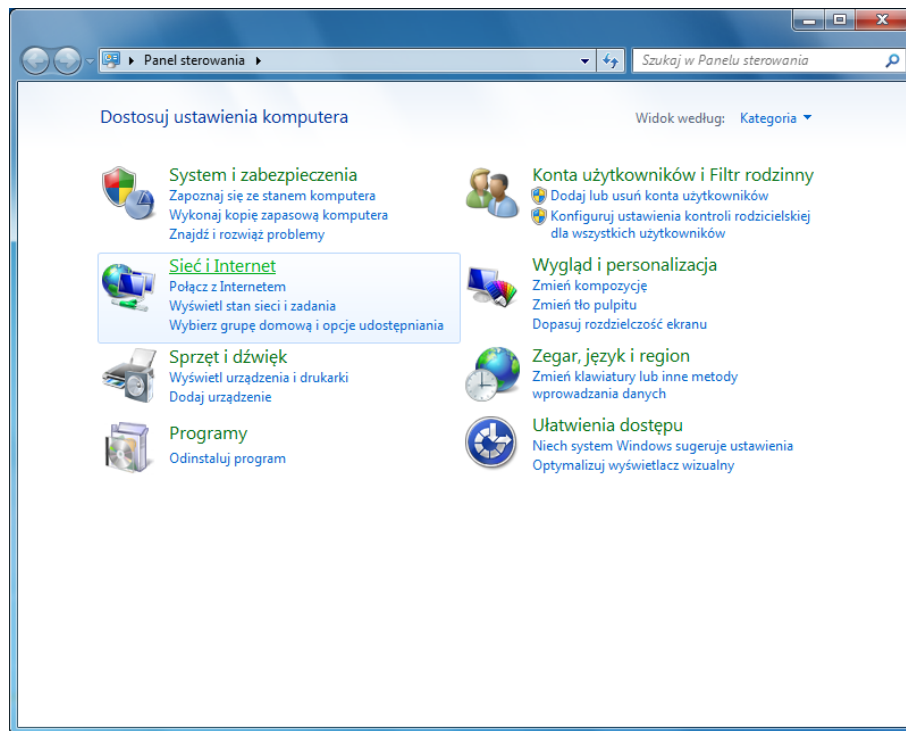 Panel sterowania
Szukaj w Panelu sterowania
Dostosuj ustawienia komputera
Widok według: Kategoria
System i zabezpieczenia
Zapoznaj się ze stanem komputera
Wykonaj kopię zapasową komputera
Znajdź i rozwiąż problemy
Sieć i Internet
Połącz z Internetem
Wyświetl stan sieci i zadania
Wybierz grupę domową i opcje udostępniania
Sprzęt i dźwięk
Wyświetl urządzenia i drukarki
Dodaj urządzenie
Programy
Odinstaluj program
Konta użytkowników i Filtr rodzinny
Dodaj lub usuń konta użytkowników
Konfiguruj ustawienia kontroli rodzicielskiej
dla wszystkich użytkowników
Wygląd i personalizacja
Zmień kompozycję
Zmień tło pulpitu
Dopasuj rozdzielczość ekranu
Zegar, język i region
Zmień klawiatury lub inne metody
wprowadzania danych
Ułatwienia dostępu
Niech system Windows sugeruje ustawienia
Optymalizuj wyświetlacz wizualny